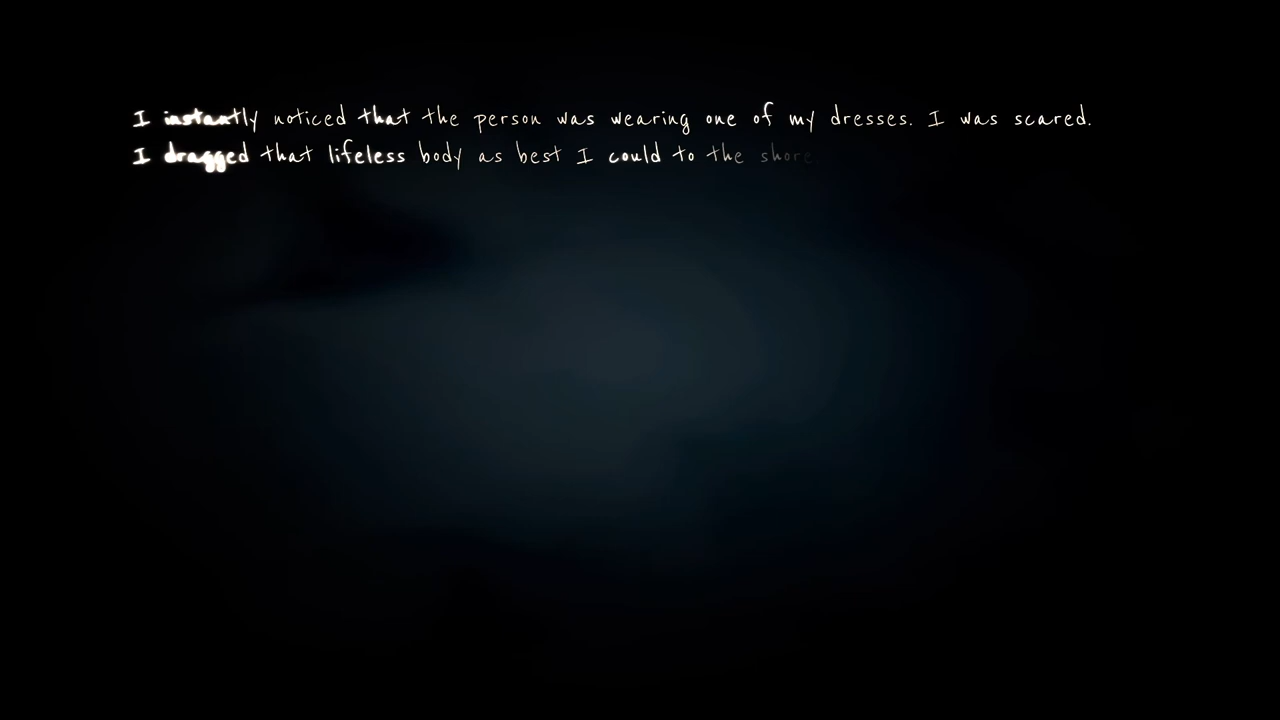 I instantly noticed that the person was wearing one of my dresses. I was scared.
I dragged that lifeless body as best I could to the shore